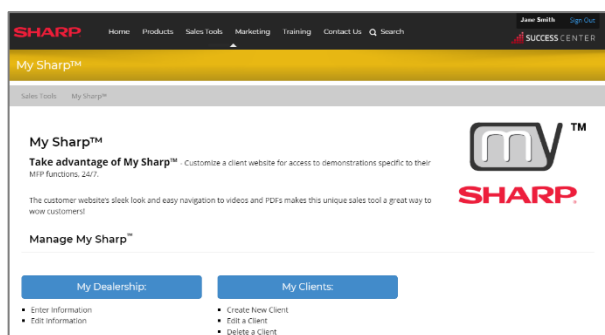 Jane Smith Sign Out
SHARP Home Products Sales Tools Marketing Training Contact Us Search
SUCCESS CENTER
My Sharp™
Sales Tools My Sharp™
My Sharp™
Take advantage of My Sharp™ - Customize a client website for access to demonstrations specific to their
MFP functions, 24/7.
The customer website's sleek look and easy navigation to videos and PDFs makes this unique sales tool a great way to
wow customers!
my™
SHARP
Manage My Sharp™
My Dealership:
Enter Information
Edit Information
My Clients:
Create New Client
Edit a Client
Delete a Client